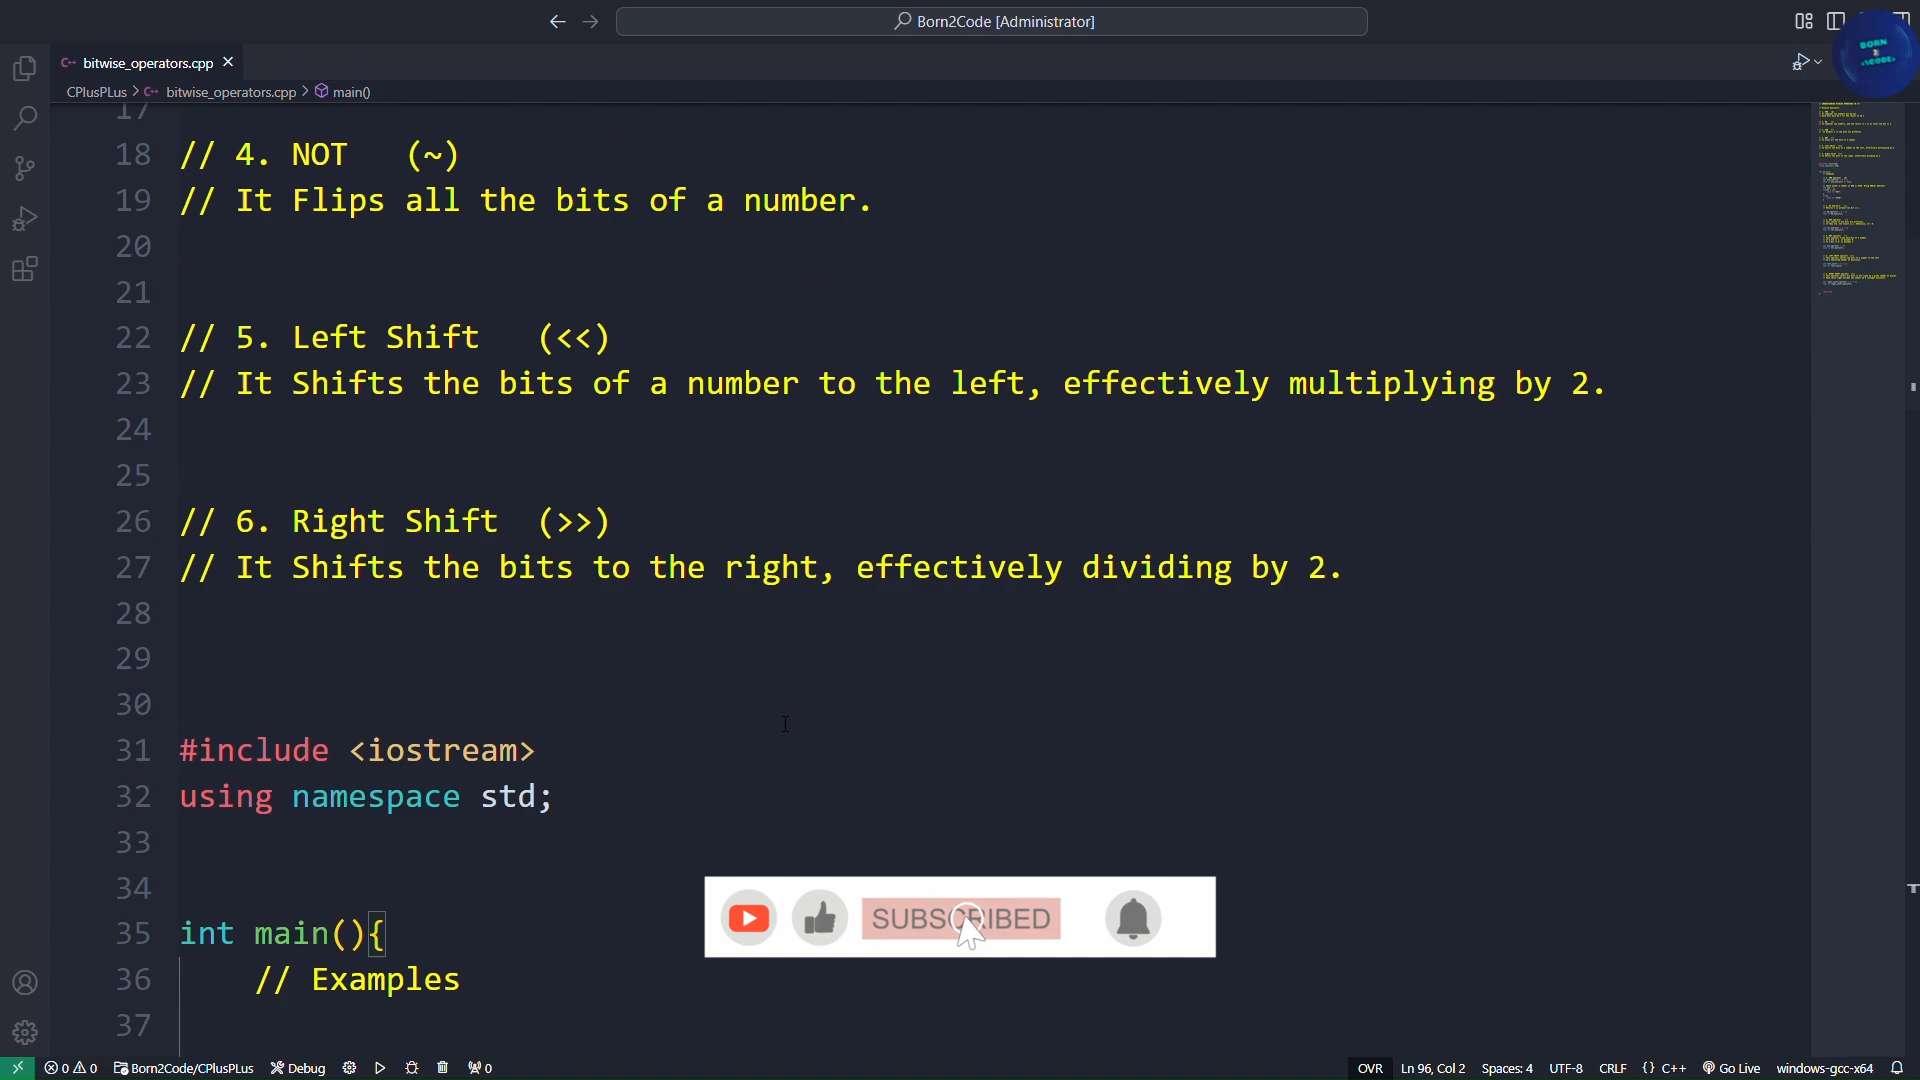 Born2Code [Administrator]
BORN
2
<\CODE>
bitwise_operators.cpp
CPlusPLus > bitwise_operators.cpp > main()
17
18 // 4. NOT (~)
19 // It Flips all the bits of a number.
20
21
22 // 5. Left Shift (<<)
23 // It Shifts the bits of a number to the left, effectively multiplying by 2.
24
25
26 // 6. Right Shift (>>)
27 // It Shifts the bits to the right, effectively dividing by 2.
28
29
30
31 #include <iostream>
32 using namespace std;
33
34
35 int main(){
36 // Examples
37
SUBSCRIBED
0 0 Born2Code/CPlusPLus Debug 0 OVR Ln 96, Col 2 Spaces: 4 UTF-8 CRLF {} C++ Go Live windows-gcc-x64